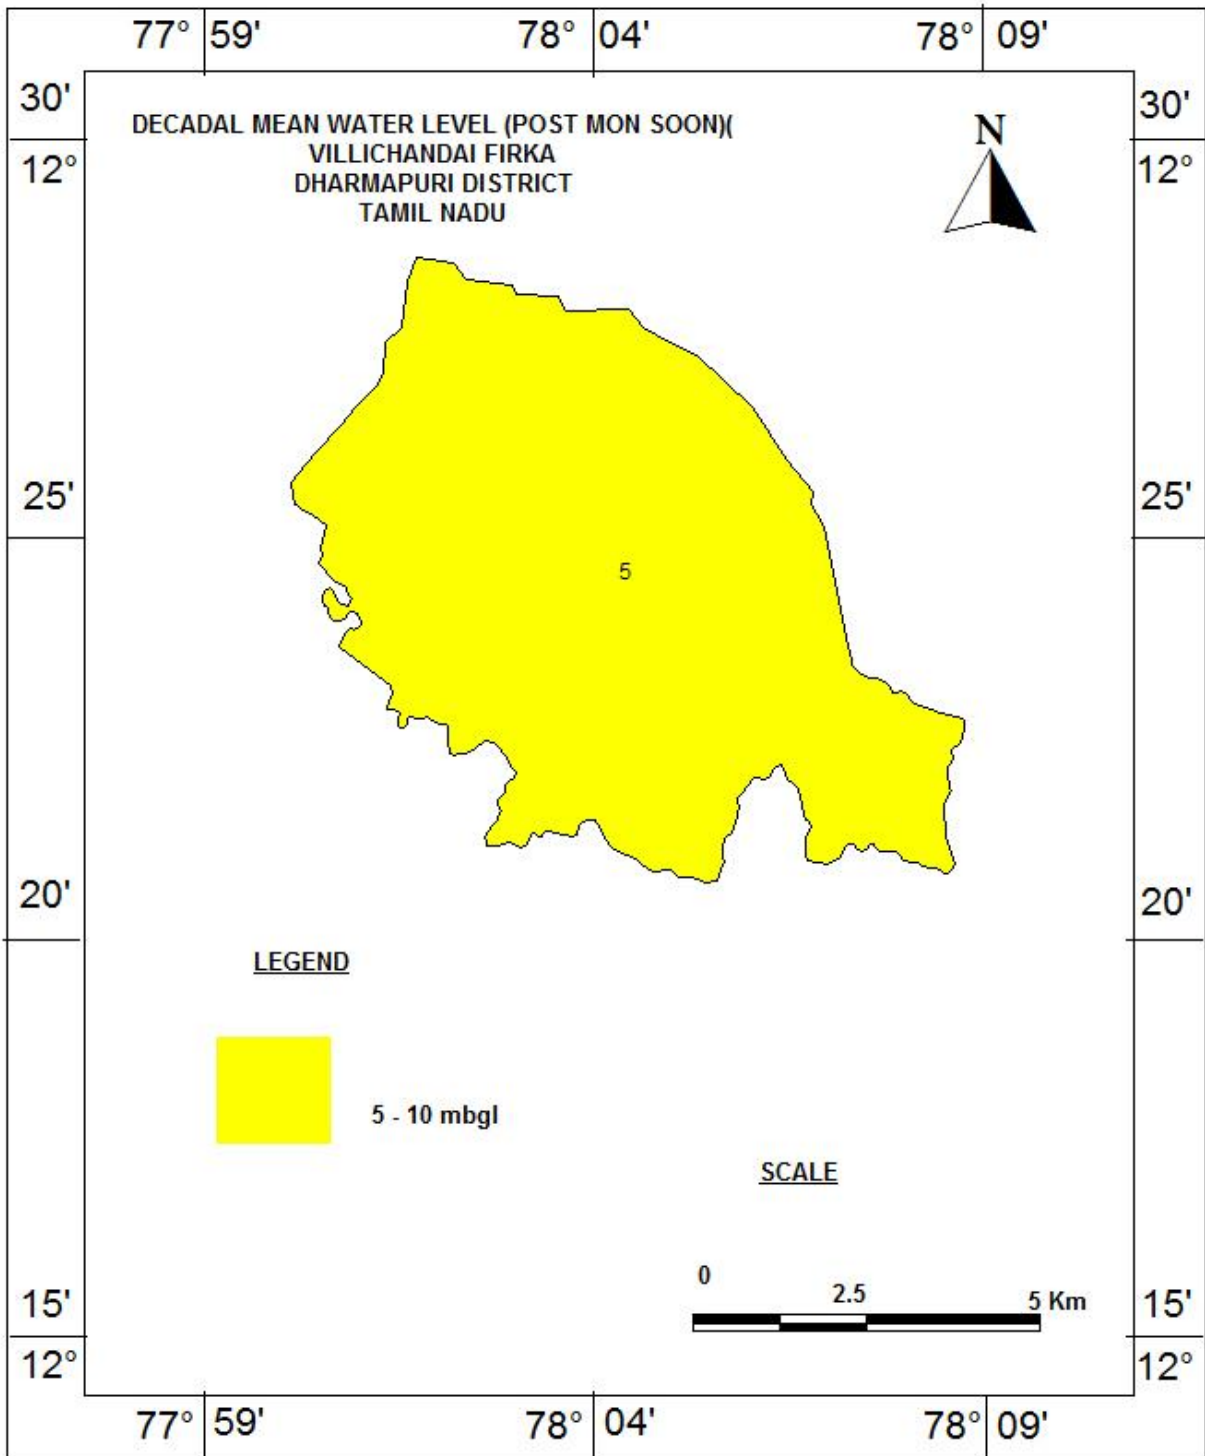 77° 59' 78° 04' 78° 09'
30' 30'
12° 12°
DECADAL MEAN WATER LEVEL (POST MON SOON)(
VILLICHANDAI FIRKA
DHARMAPURI DISTRICT
TAMIL NADU
N
25' 25'
5
20' 20'
LEGEND
5 - 10 mbgl
SCALE
0 2.5 5 Km
15' 15'
12° 12°
77° 59' 78° 04' 78° 09'